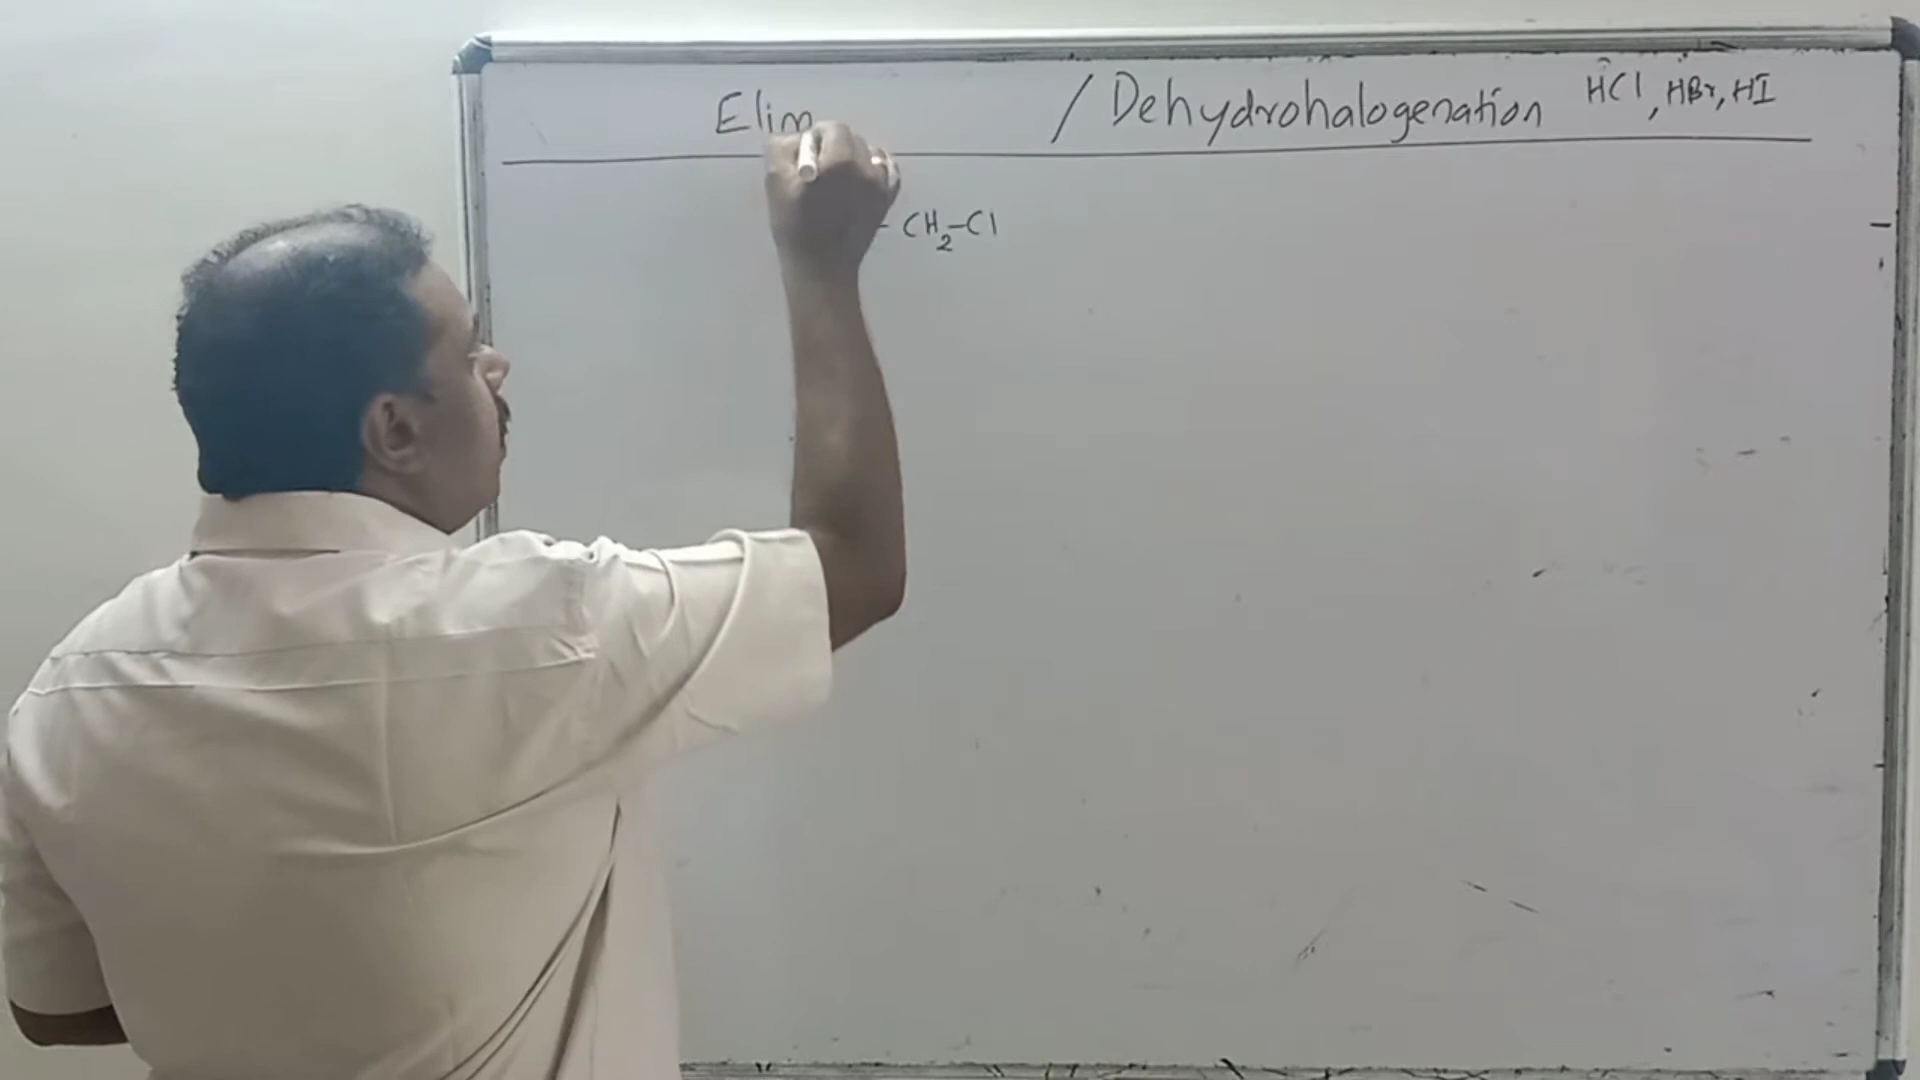 Elim / Dehydrohalogenation HCl, HBr, HI
- CH₂-Cl